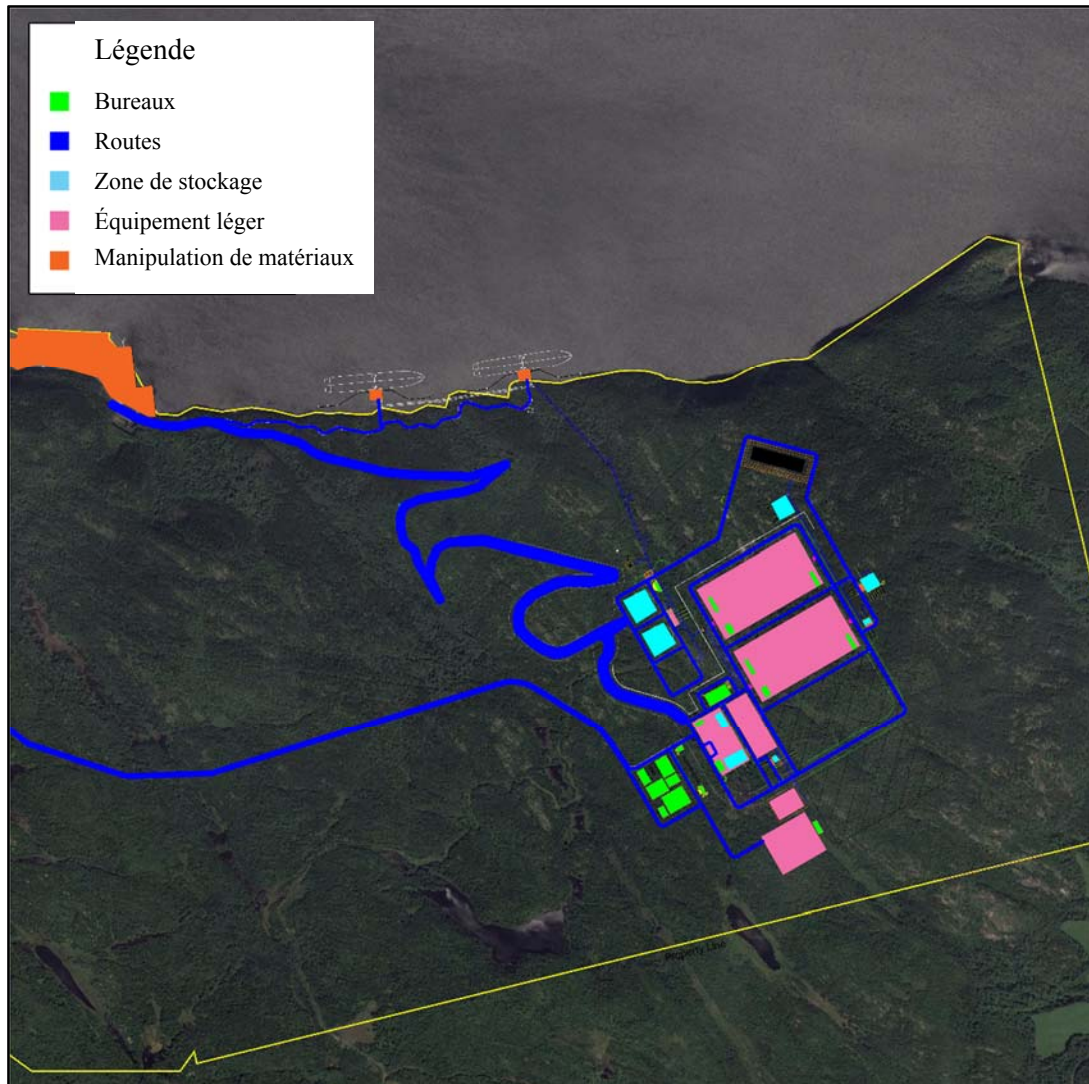 Légende
Bureaux
Routes
Zone de stockage
Équipement léger
Manipulation de matériaux
Property Line